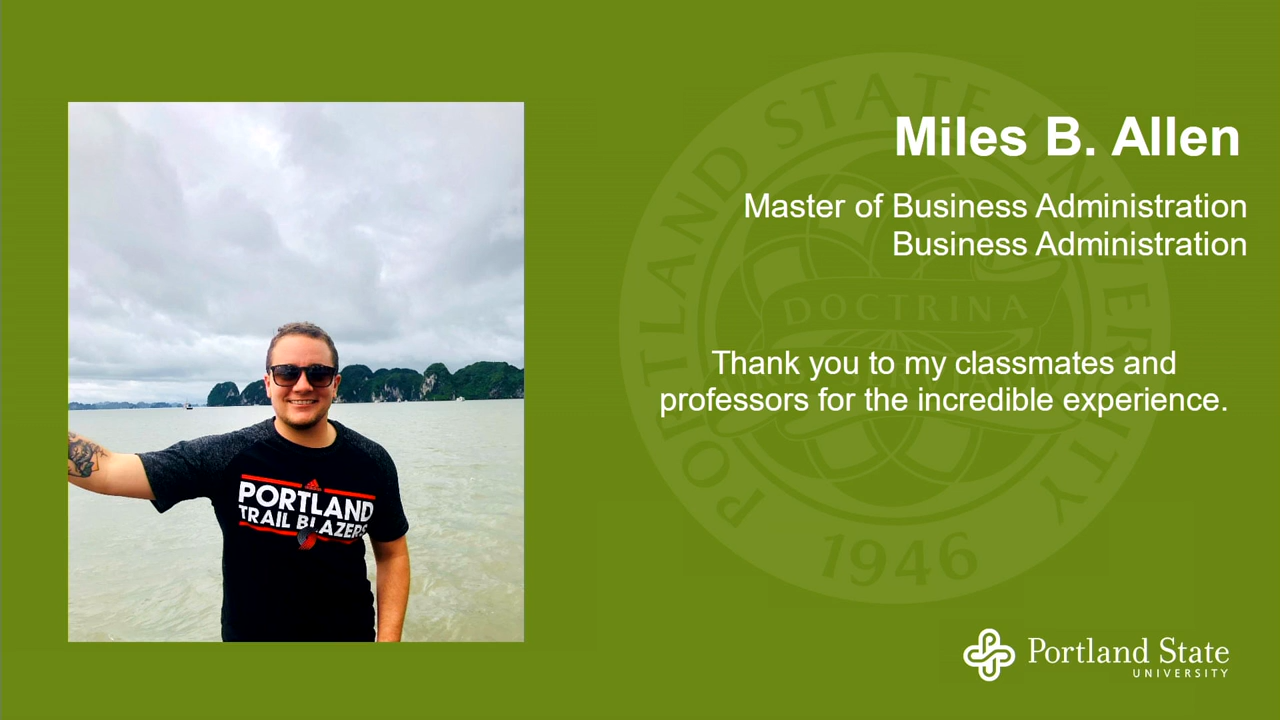 Miles B. Allen
Master of Business Administration
Business Administration
Thank you to my classmates and
professors for the incredible experience.
PORTLAND
TRAIL BLAZERS
PORTLAND STATE UNIVERSITY
DOCTRINA
1946
Portland State
UNIVERSITY